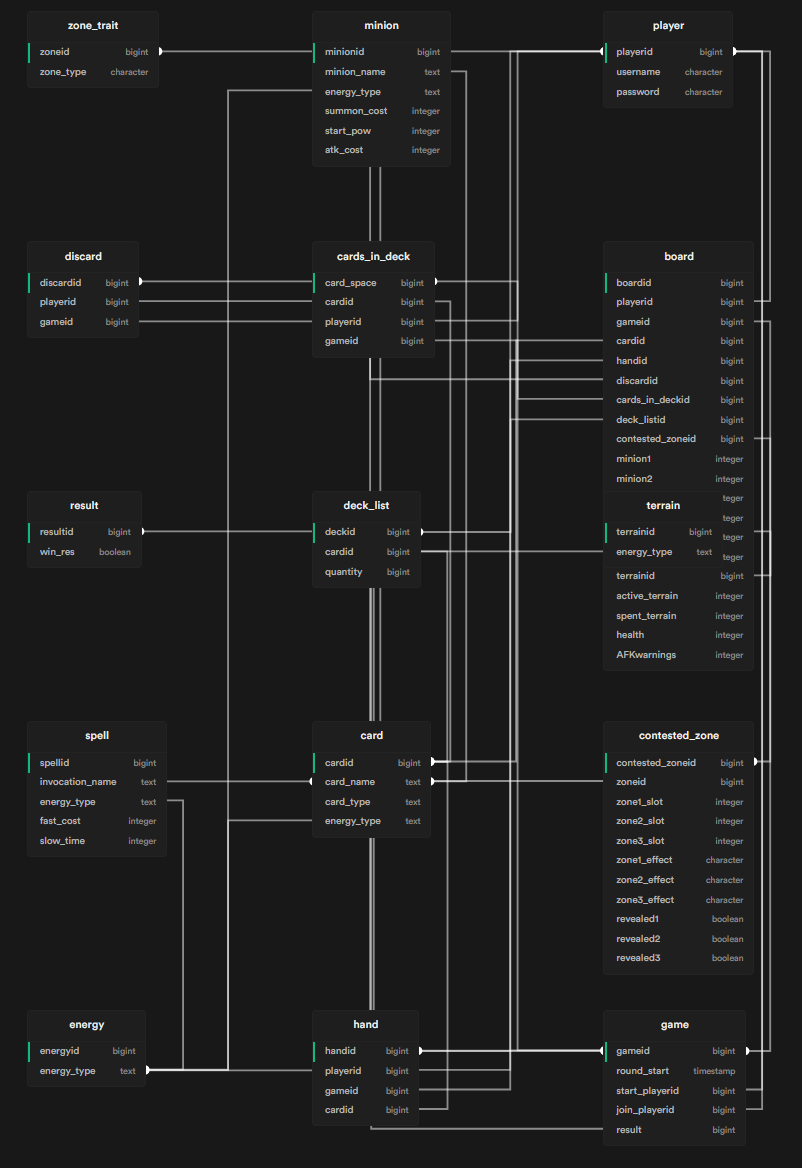 zone_trait
zoneid bigint
zone_type character
minion
minionid bigint
minion_name text
energy_type text
summon_cost integer
start_pow integer
atk_cost integer
player
playerid bigint
username character
password character
discard
discardid bigint
playerid bigint
gameid bigint
cards_in_deck
card_space bigint
cardid bigint
playerid bigint
gameid bigint
board
boardid bigint
playerid bigint
gameid bigint
cardid bigint
handid bigint
discardid bigint
cards_in_deckid bigint
deck_listid bigint
contested_zoneid bigint
minion1 integer
minion2 integer
teger
teger
teger
teger
terrainid bigint
active_terrain integer
spent_terrain integer
health integer
AFKwarnings integer
result
resultid bigint
win_res boolean
deck_list
deckid bigint
cardid bigint
quantity bigint
terrain
terrainid bigint
energy_type text
spell
spellid bigint
invocation_name text
energy_type text
fast_cost integer
slow_time integer
card
cardid bigint
card_name text
card_type text
energy_type text
contested_zone
contested_zoneid bigint
zoneid bigint
zone1_slot integer
zone2_slot integer
zone3_slot integer
zone1_effect character
zone2_effect character
zone3_effect character
revealed1 boolean
revealed2 boolean
revealed3 boolean
energy
energyid bigint
energy_type text
hand
handid bigint
playerid bigint
gameid bigint
cardid bigint
game
gameid bigint
round_start timestamp
start_playerid bigint
join_playerid bigint
result bigint